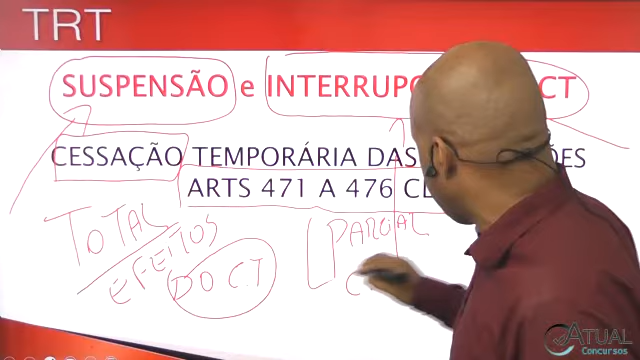 TRT
SUSPENSÃO e INTERRUPÇ CT
CESSAÇÃO TEMPORÁRIA DAS ÕES
ARTS 471 A 476 CL
TOTAL
EFEITOS
DO CT
PARCIAL
C
ATUAL
Concursos